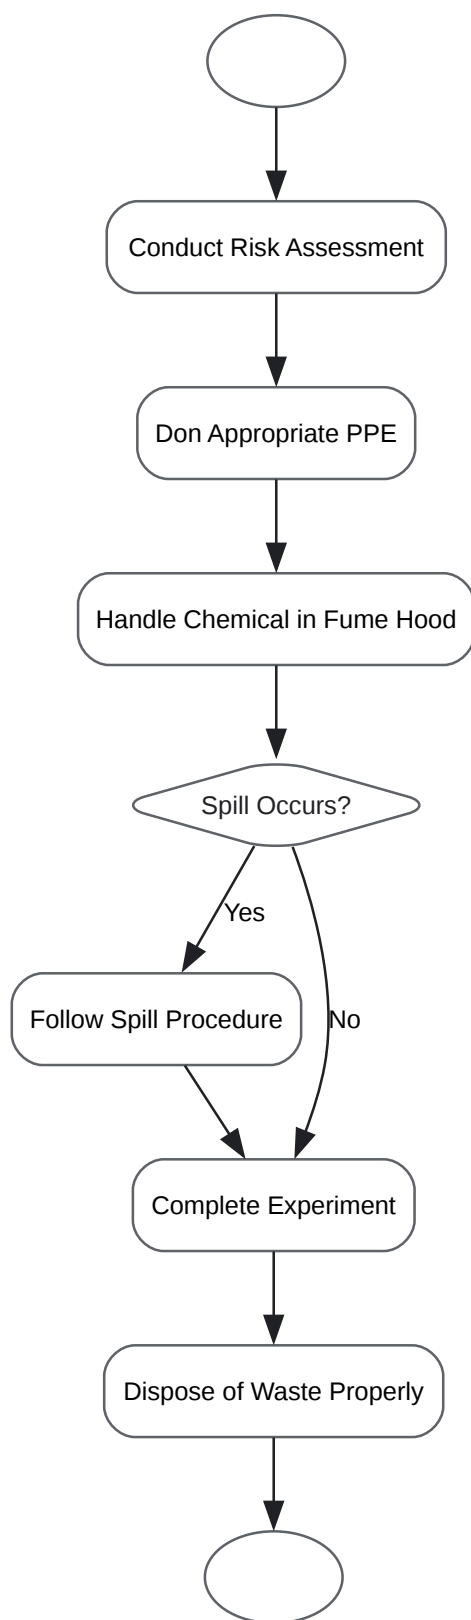 Conduct Risk Assessment
Don Appropriate PPE
Handle Chemical in Fume Hood
Spill Occurs?
Yes
Follow Spill Procedure
No
Complete Experiment
Dispose of Waste Properly